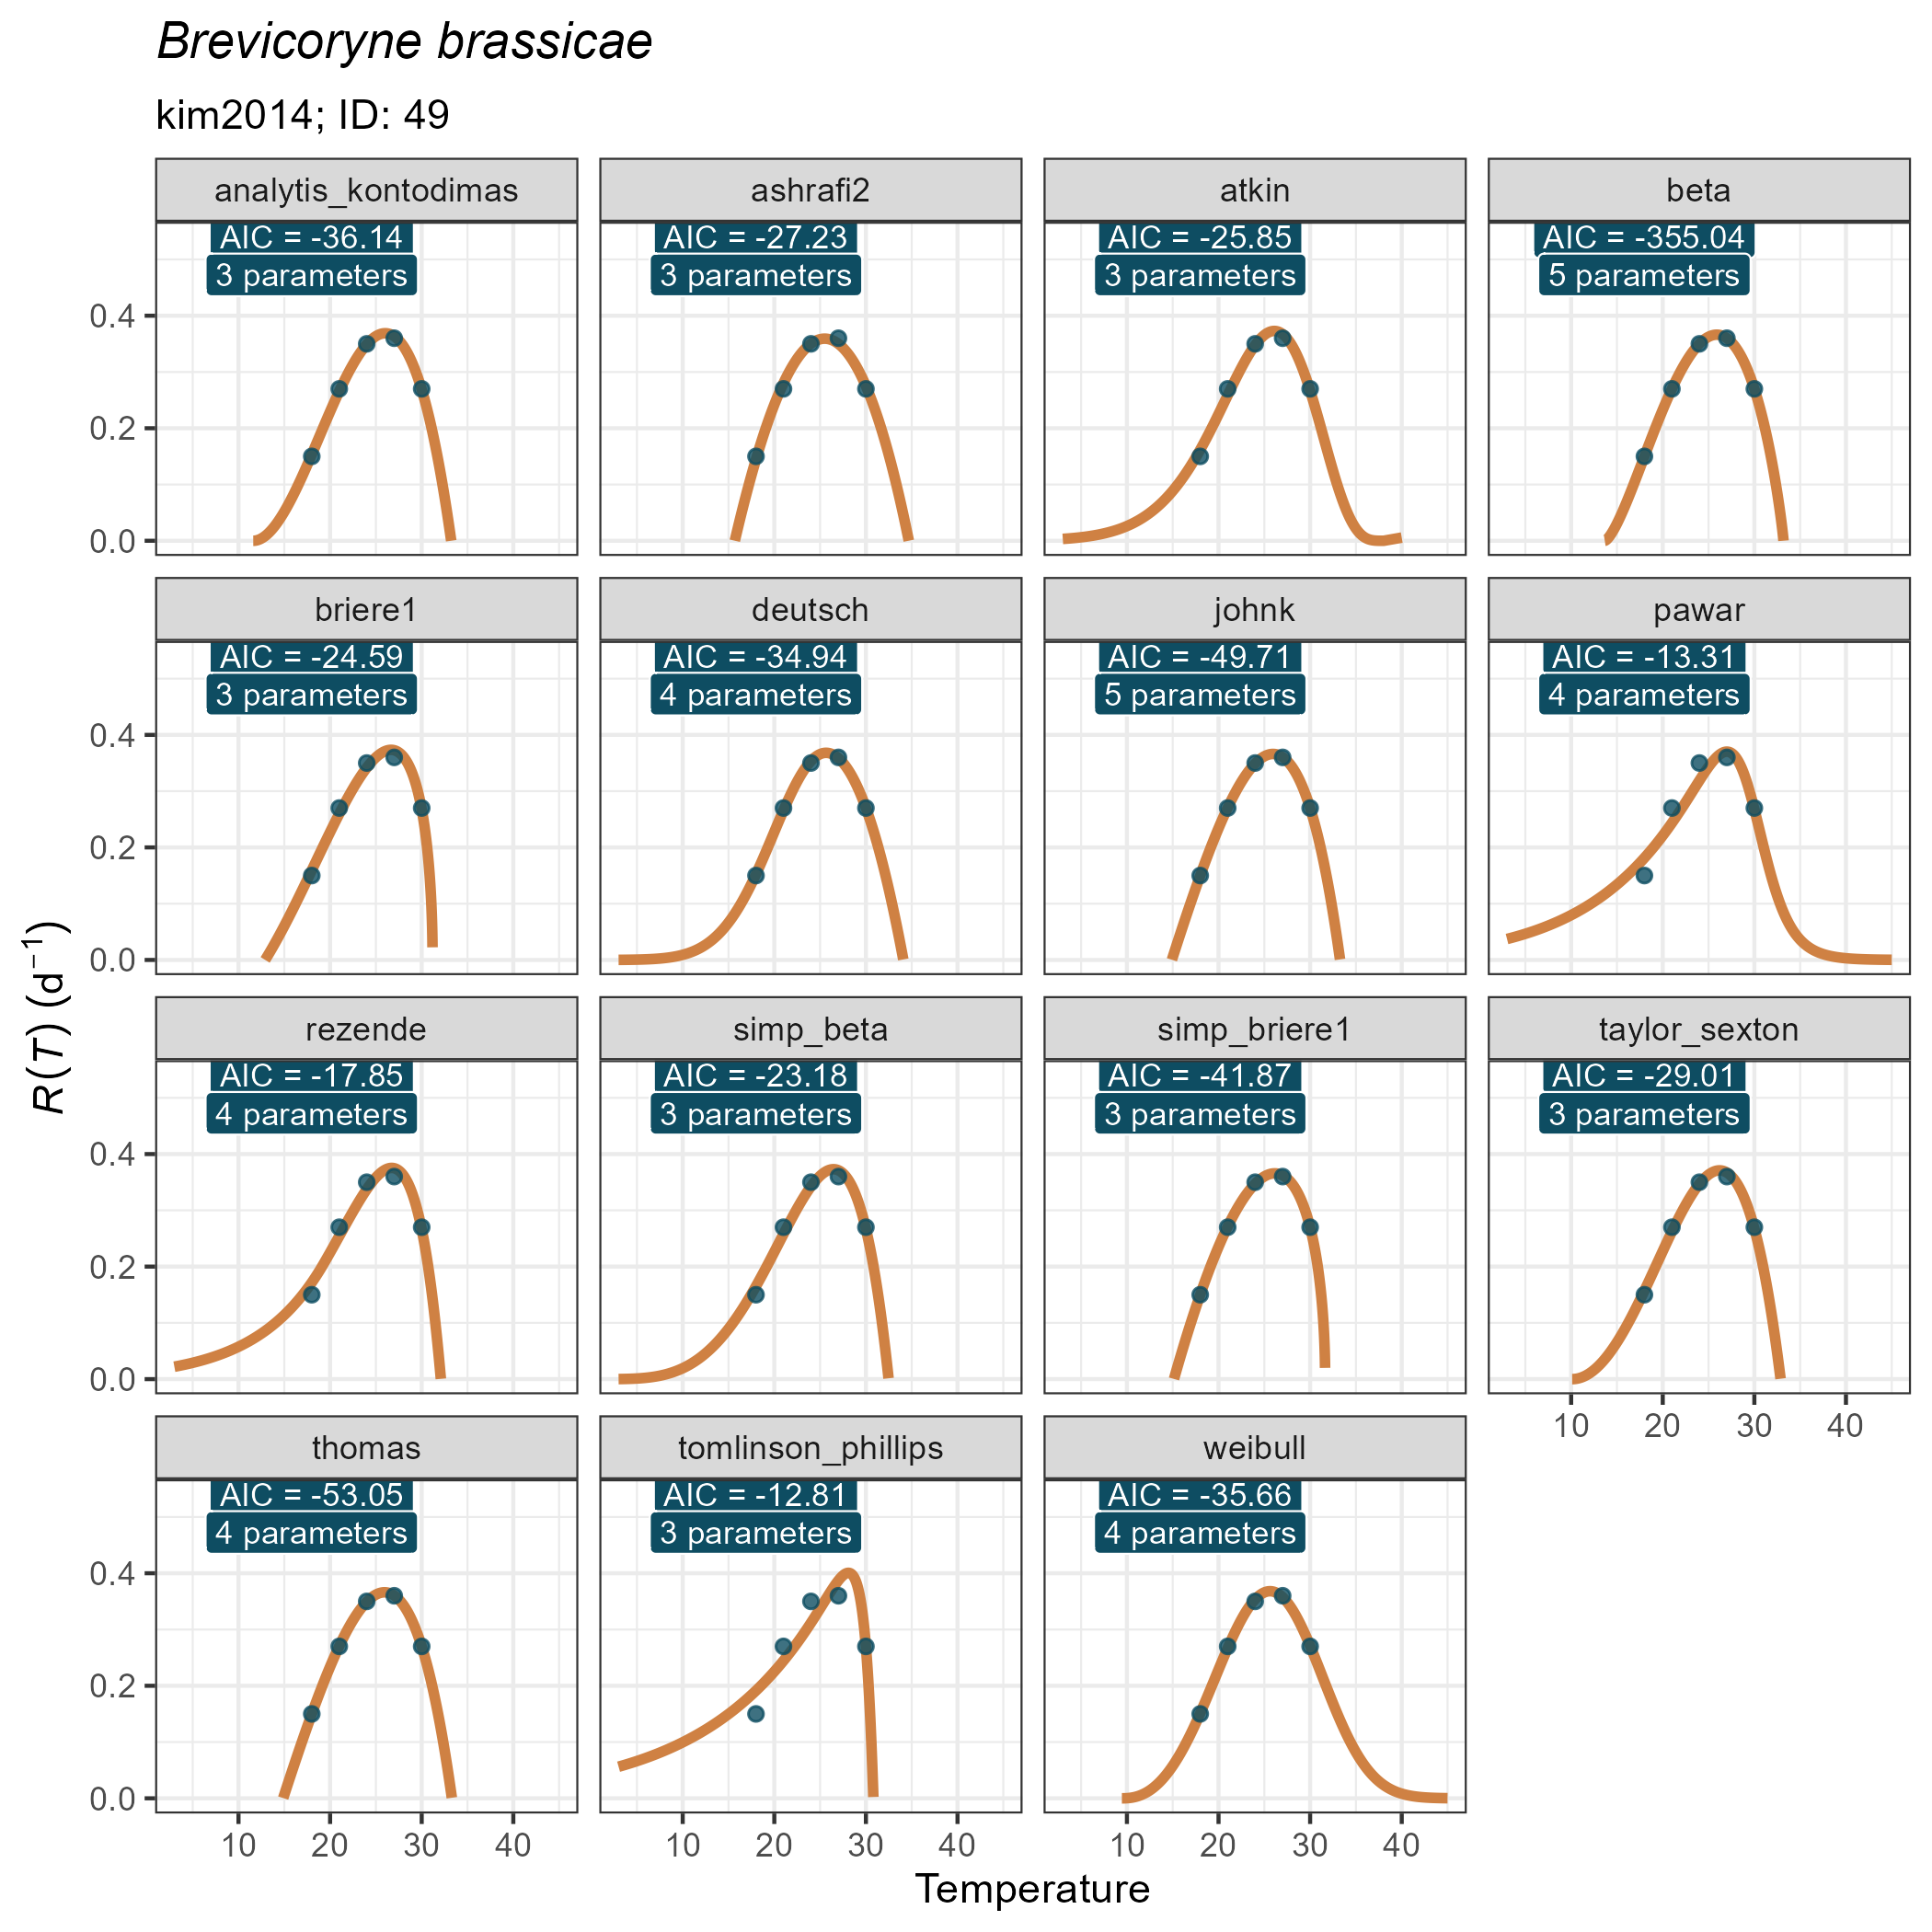 Brevicoryne brassicae
kim2014; ID: 49
analytis_kontodimas
AIC = -36.14
3 parameters
ashrafi2
AIC = -27.23
3 parameters
atkin
AIC = -25.85
3 parameters
beta
AIC = -355.04
5 parameters
0.4
0.2
0.0
briere1
AIC = -24.59
3 parameters
deutsch
AIC = -34.94
4 parameters
johnk
AIC = -49.71
5 parameters
pawar
AIC = -13.31
4 parameters
0.4
0.2
0.0
R(T) (d⁻¹)
rezende
AIC = -17.85
4 parameters
simp_beta
AIC = -23.18
3 parameters
simp_briere1
AIC = -41.87
3 parameters
taylor_sexton
AIC = -29.01
3 parameters
0.4
0.2
0.0
10 20 30 40
thomas
AIC = -53.05
4 parameters
tomlinson_phillips
AIC = -12.81
3 parameters
weibull
AIC = -35.66
4 parameters
0.4
0.2
0.0
10 20 30 40
10 20 30 40
10 20 30 40
Temperature